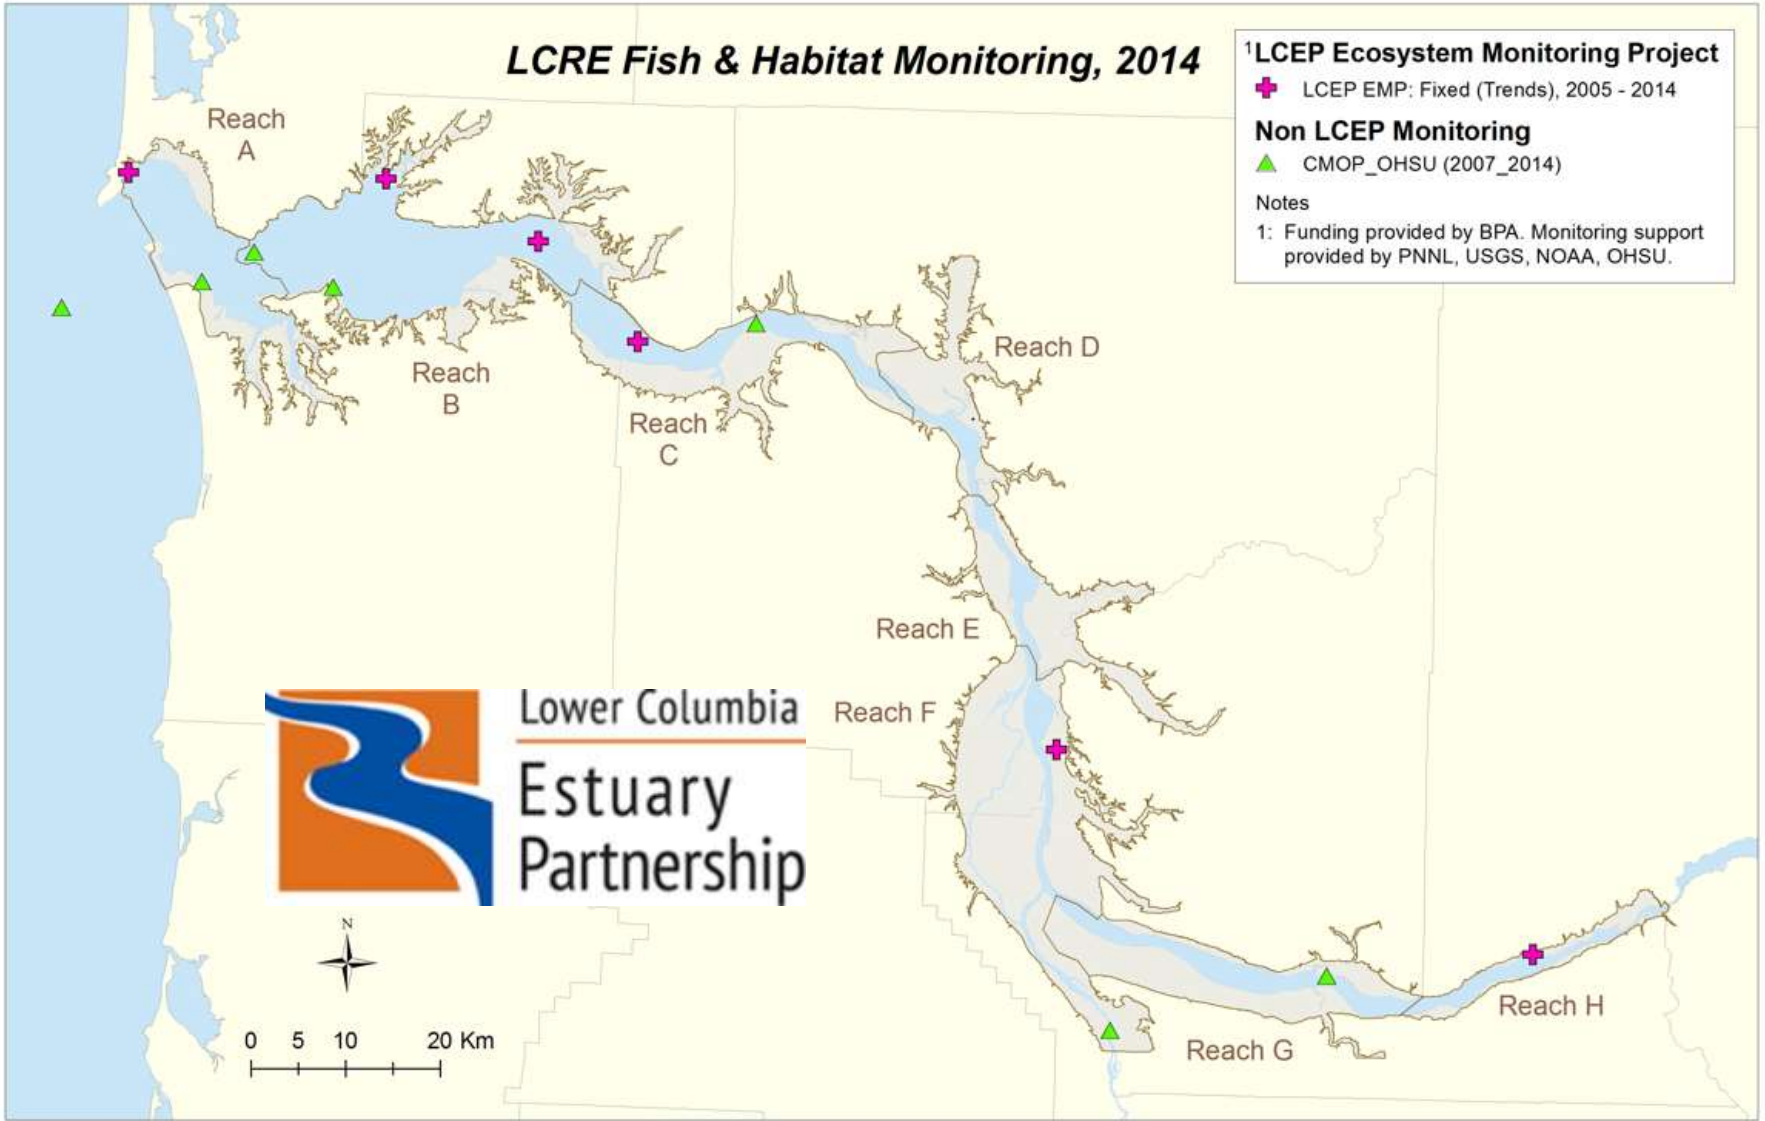 LCRE Fish & Habitat Monitoring, 2014
1LCEP Ecosystem Monitoring Project
LCEP EMP: Fixed (Trends), 2005 - 2014
Non LCEP Monitoring
CMOP_OHSU (2007_2014)
Notes
1: Funding provided by BPA. Monitoring support
provided by PNNL, USGS, NOAA, OHSU.
Reach
A
Reach
B
Reach
C
Reach D
Reach E
Reach F
Reach G
Reach H
Lower Columbia
Estuary
Partnership
N
0 5 10 20 Km